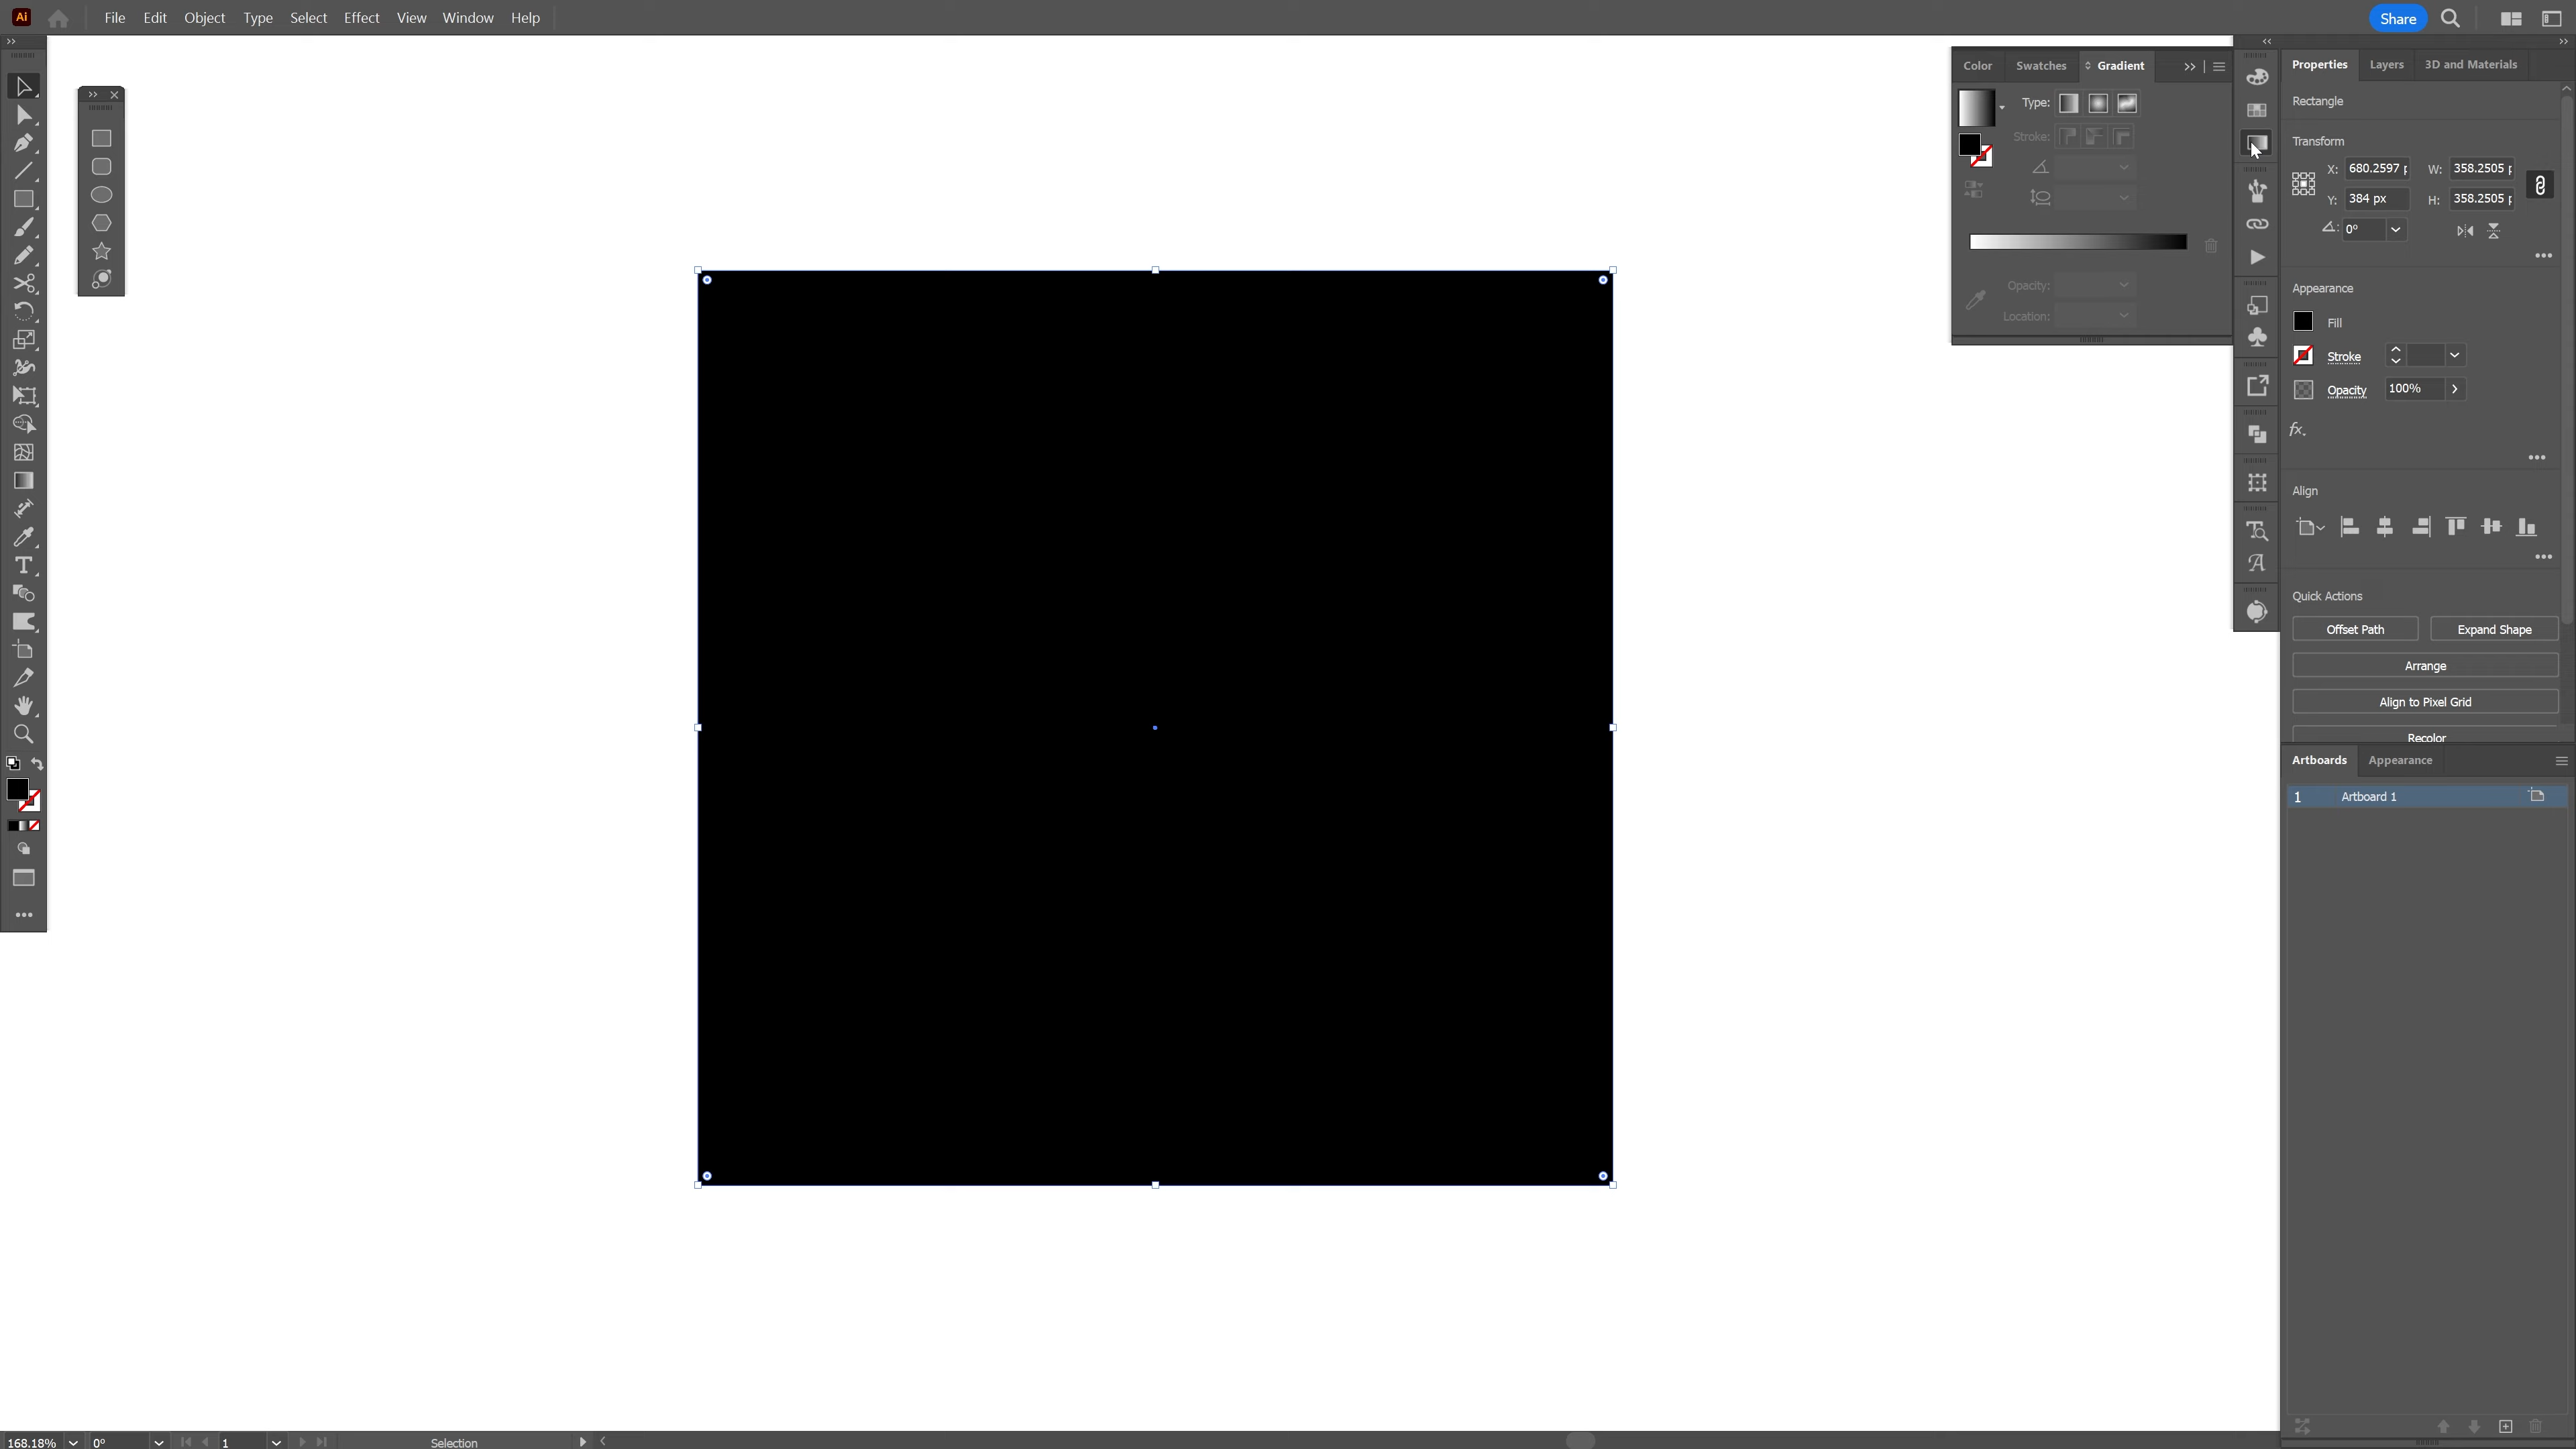 Ai File Edit Object Type Select Effect View Window Help Share
Color Swatches Gradient
Type:
Stroke:
Opacity:
Location:
Properties Layers 3D and Materials
Rectangle
Transform
X: 680.2597 W: 358.2505
Y: 384 px H: 358.2505
0°
Appearance
Fill
Stroke
Opacity 100%
fx.
Align
Quick Actions
Offset Path Expand Shape
Arrange
Align to Pixel Grid
Recolor
Artboards Appearance
1 Artboard 1
168.18% 0° 1 Selection